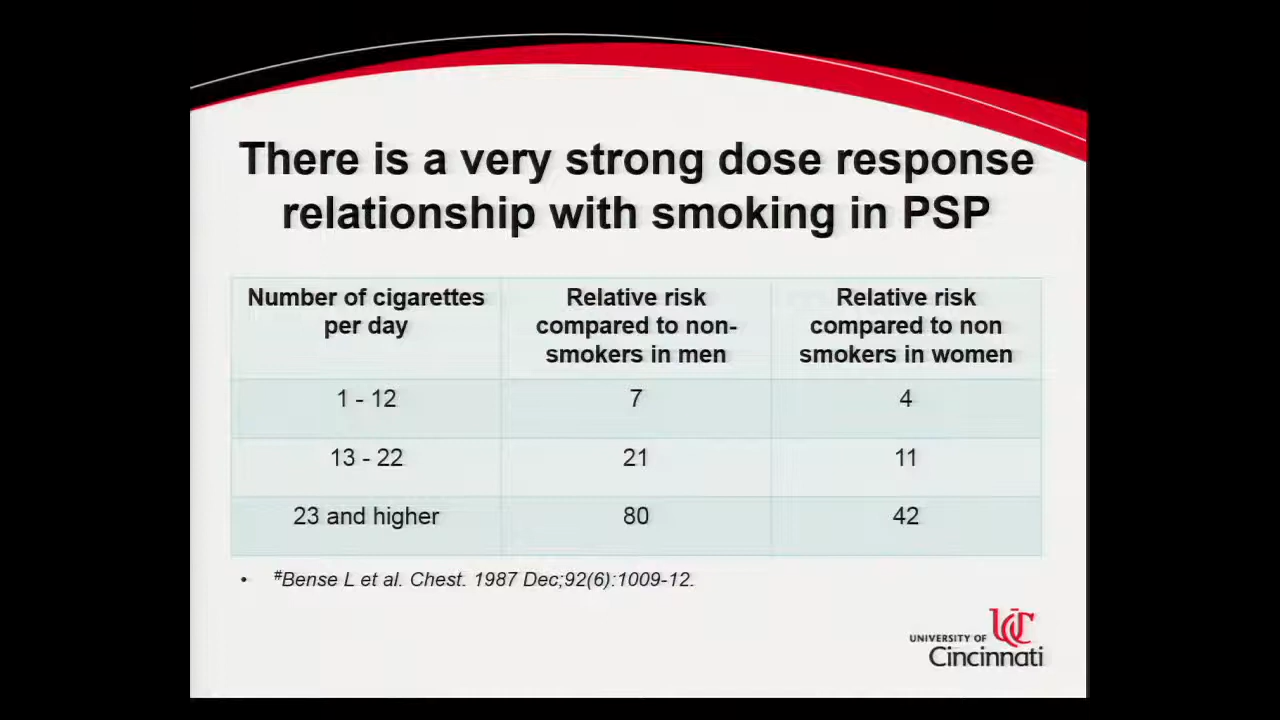 There is a very strong dose response
relationship with smoking in PSP
Number of cigarettes
per day
Relative risk
compared to non-
smokers in men
Relative risk
compared to non
smokers in women
1 - 12
7
4
13 - 22
21
11
23 and higher
80
42
• #Bense L et al. Chest. 1987 Dec;92(6):1009-12.
UC
UNIVERSITY OF
Cincinnati